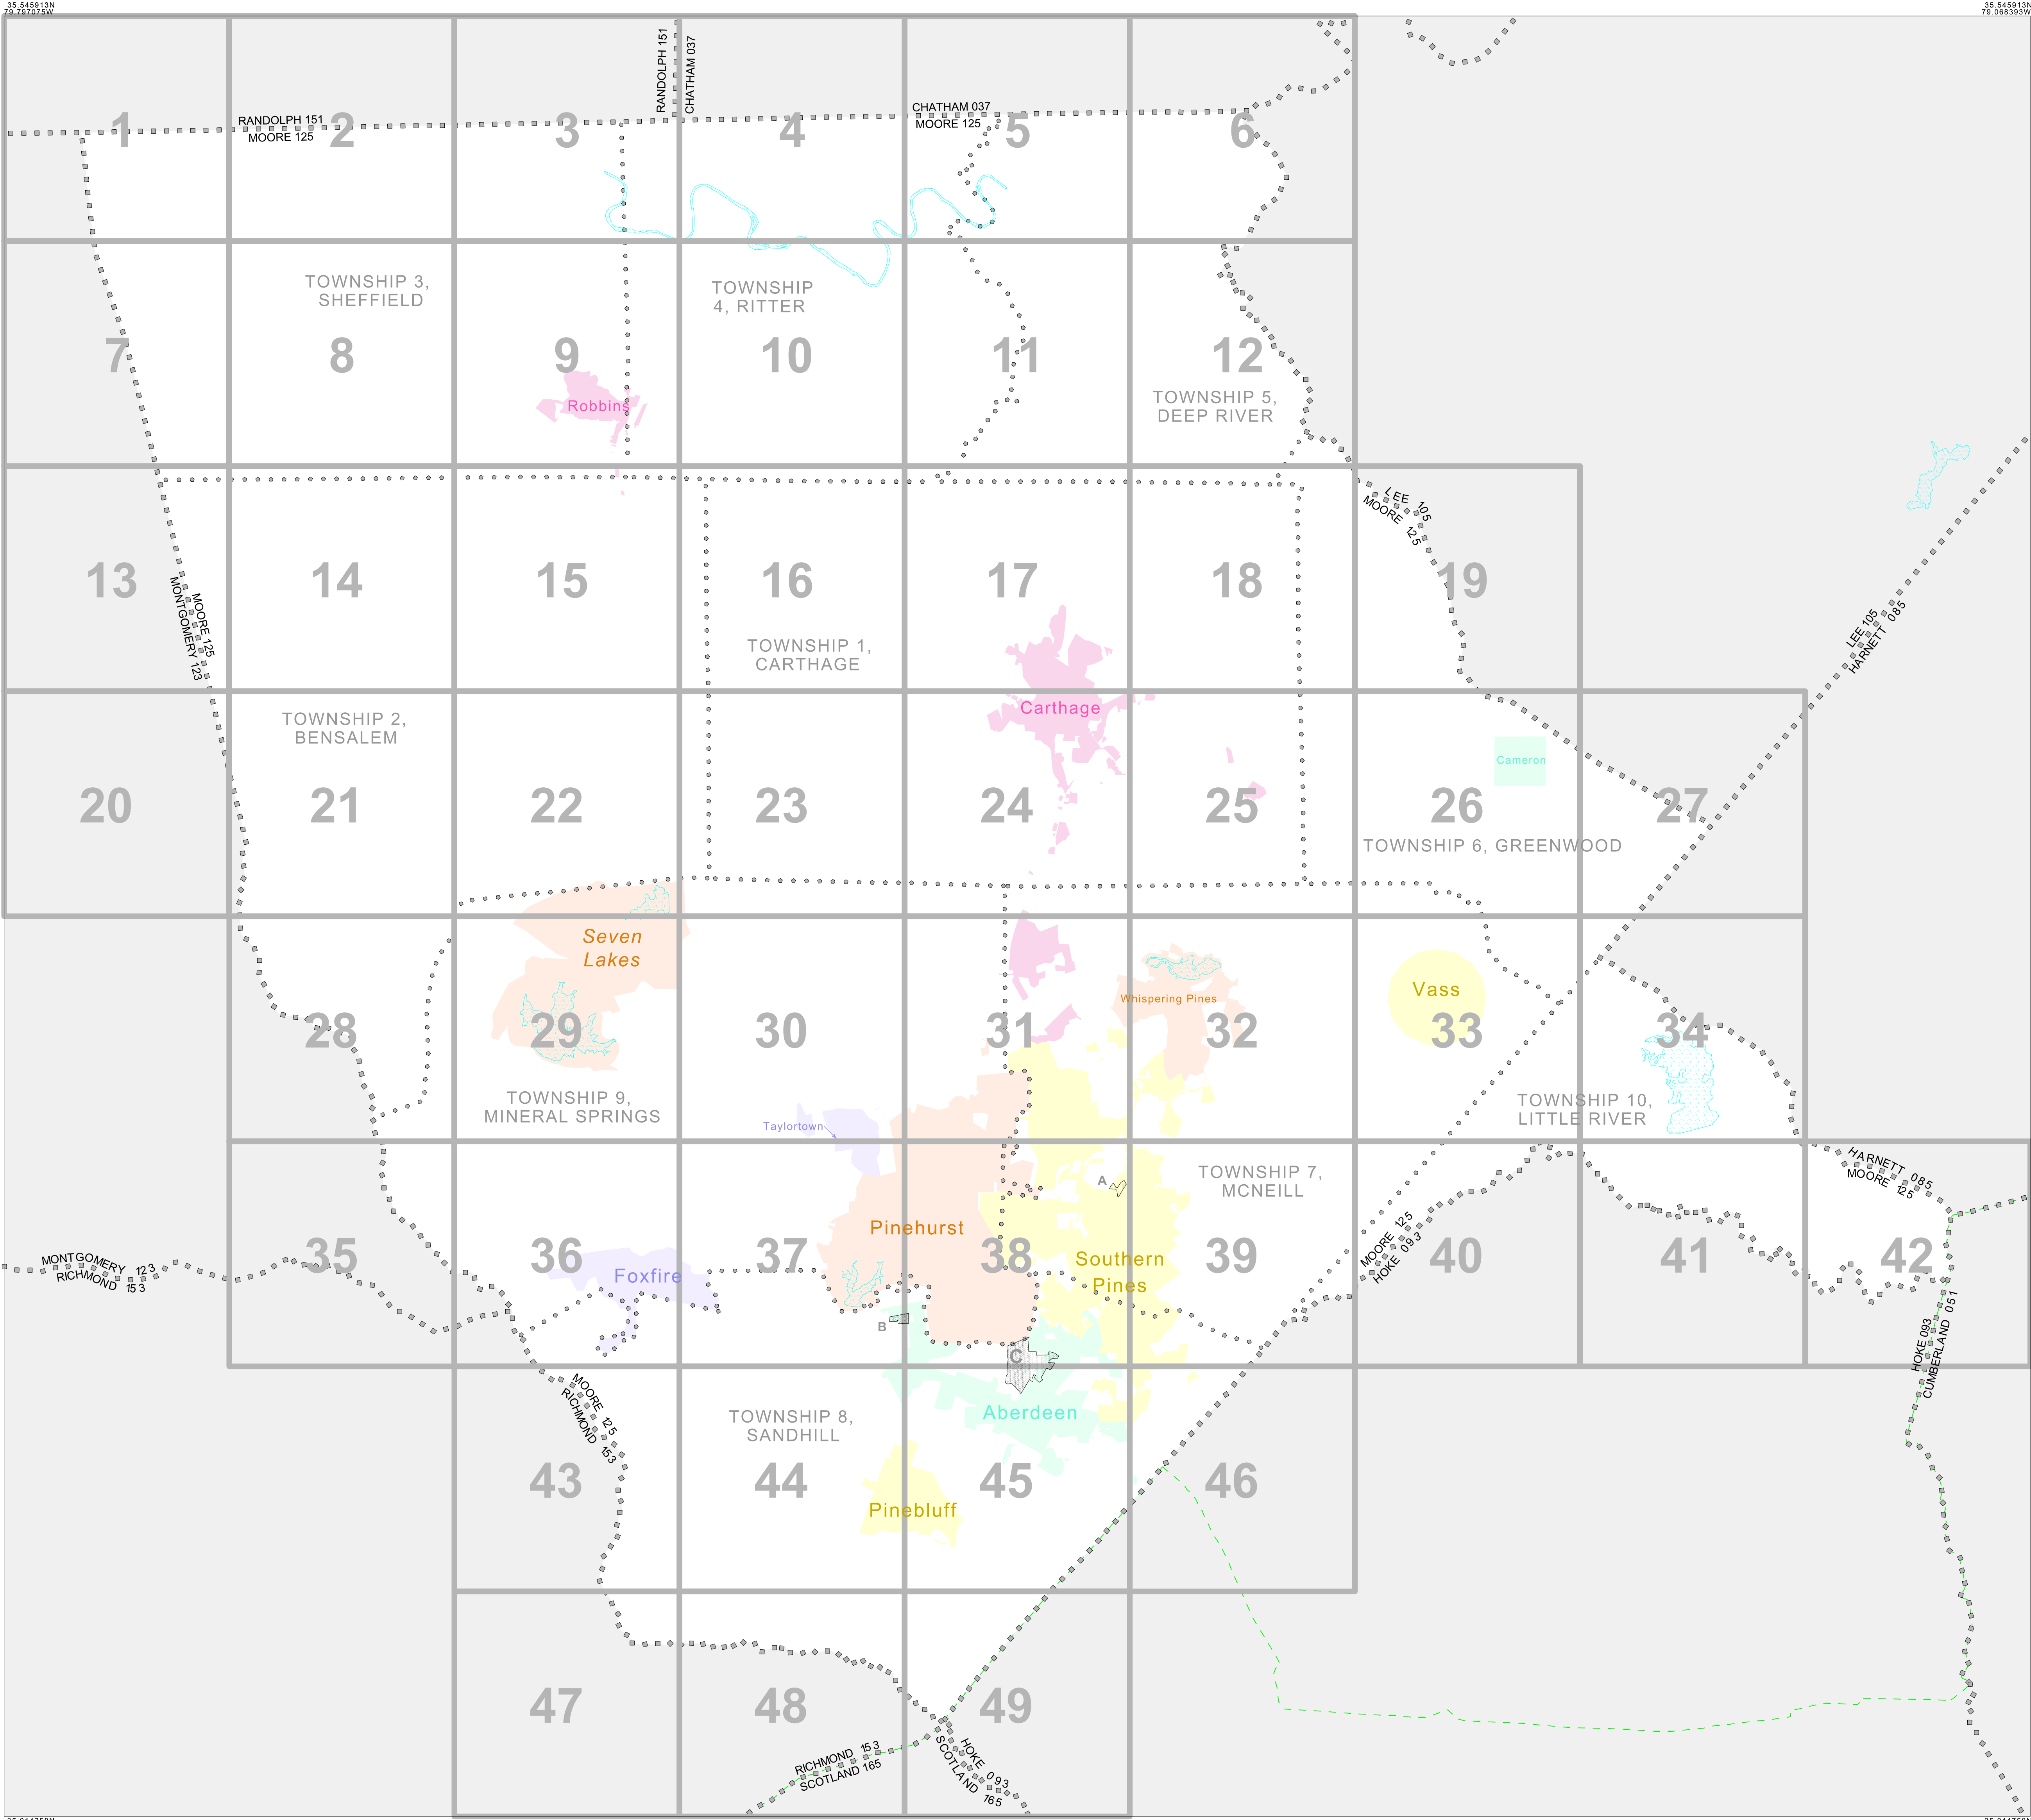 35.545913N
79.797075W
35.545913N
79.068393W
RANDOLPH 151
CHATHAM 037
RANDOLPH 151
MOORE 125
CHATHAM 037
MOORE 125
1
2
3
4
5
6
TOWNSHIP 3,
SHEFFIELD
TOWNSHIP
4, RITTER
7
8
9
10
11
12
Robbins
TOWNSHIP 5,
DEEP RIVER
LEE 105
MOORE 125
13
14
15
16
17
18
19
MOORE 125
MONTGOMERY 123
LEE 105
HARNETT 085
TOWNSHIP 1,
CARTHAGE
TOWNSHIP 2,
BENSALEM
Carthage
Cameron
20
21
22
23
24
25
26
27
TOWNSHIP 6, GREENWOOD
Seven
Lakes
Whispering Pines
Vass
28
29
30
31
32
33
34
TOWNSHIP 9,
MINERAL SPRINGS
TOWNSHIP 10,
LITTLE RIVER
Taylortown
HARNETT 085
MOORE 125
TOWNSHIP 7,
MCNEILL
A
Pinehurst
MOORE 125
HOKE 093
MONTGOMERY 123
RICHMOND 153
35
36
37
38
39
40
41
42
Southern
Pines
Foxfire
B
HOKE 093
CUMBERLAND 051
C
MOORE 125
RICHMOND 153
TOWNSHIP 8,
SANDHILL
Aberdeen
43
44
45
46
Pinebluff
47
48
49
RICHMOND 153
SCOTLAND 165
HOKE 093
SCOTLAND 165